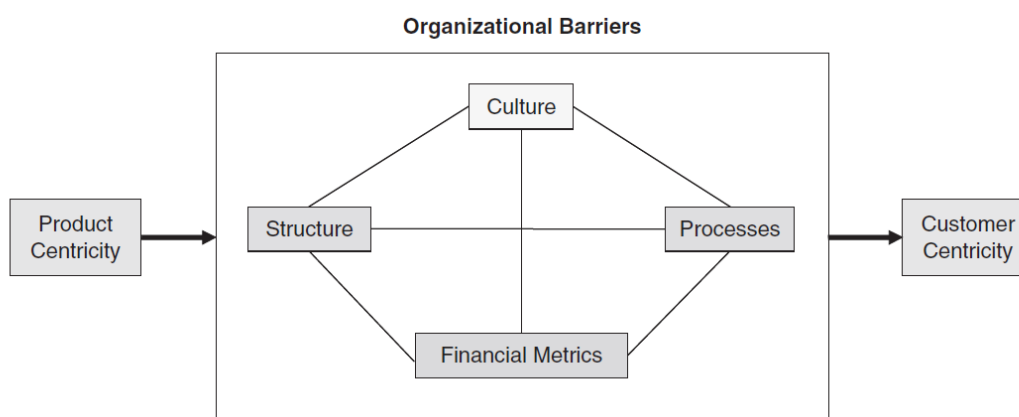 Organizational Barriers
Culture
Product
Centricity
Structure
Processes
Customer
Centricity
Financial Metrics